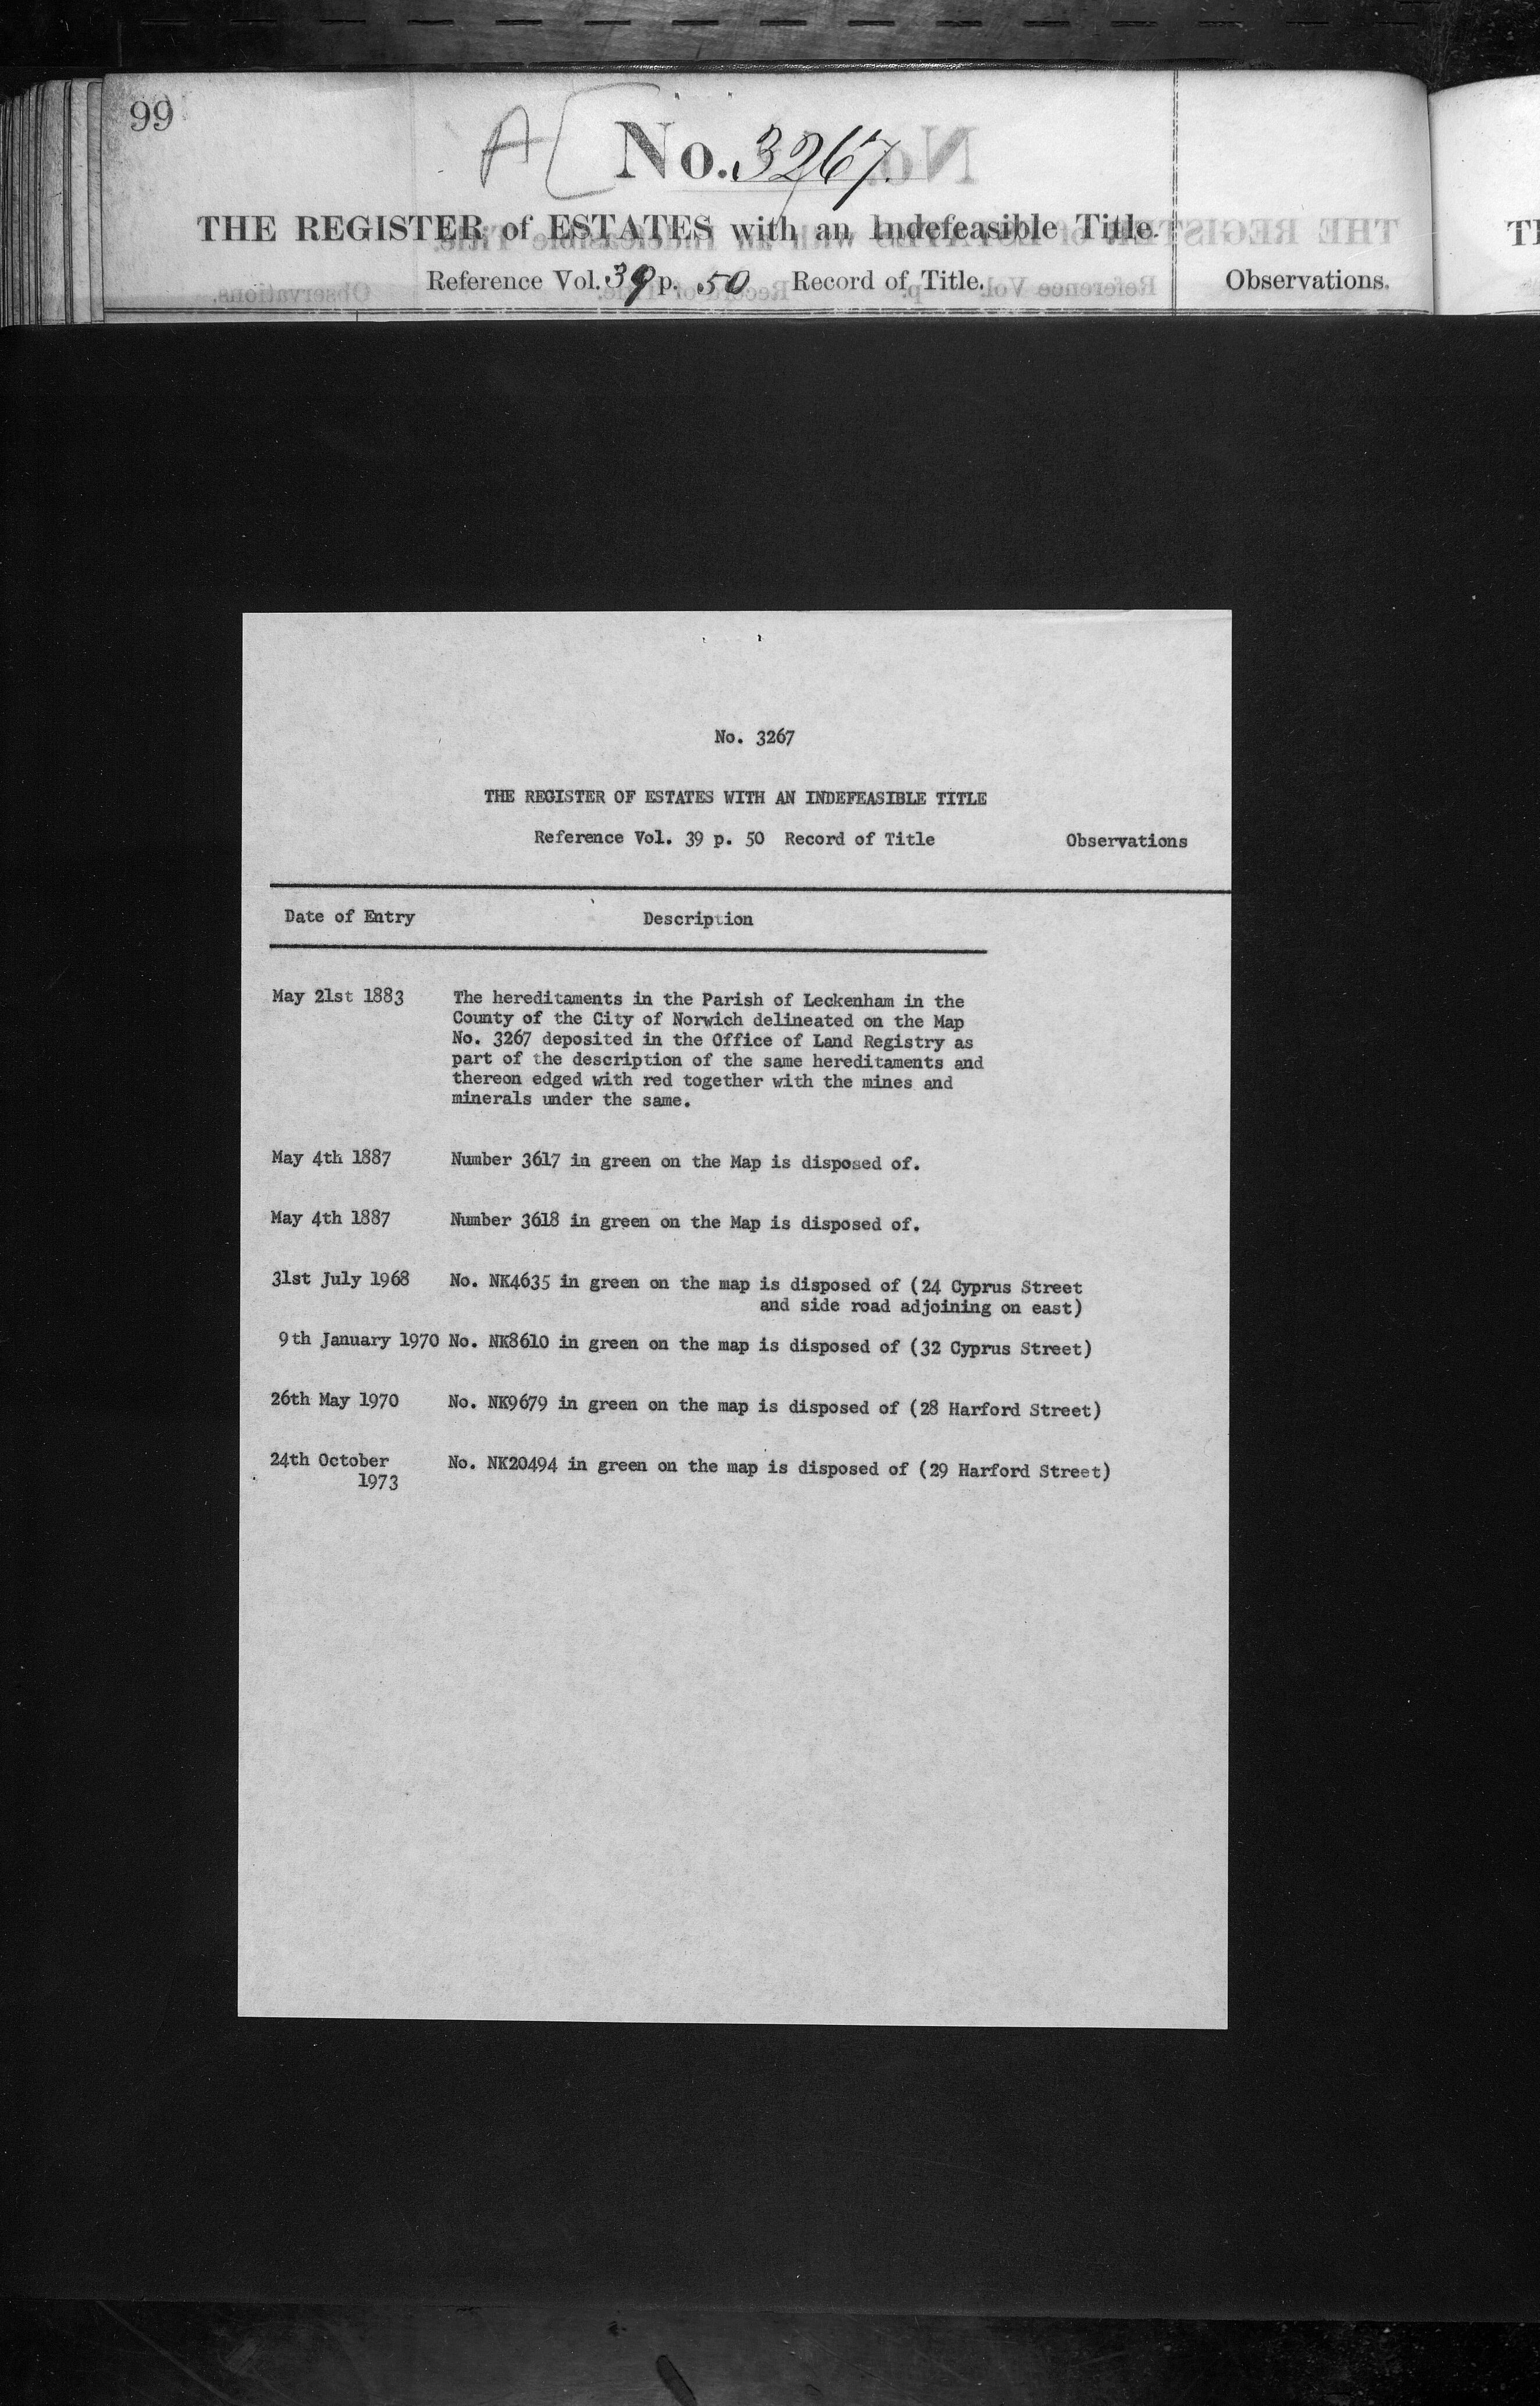 99
A
No. 3267.
THE REGISTER of ESTATES with an Indefeasible Title.
Reference Vol. 39 p. 50 Record of Title. Observations.
No. 3267
THE REGISTER OF ESTATES WITH AN INDEFEASIBLE TITLE
Reference Vol. 39 p. 50 Record of Title Observations
Date of Entry Description
May 21st 1883 The hereditaments in the Parish of Leckenham in the
County of the City of Norwich delineated on the Map
No. 3267 deposited in the Office of Land Registry as
part of the description of the same hereditaments and
thereon edged with red together with the mines and
minerals under the same.
May 4th 1887 Number 3617 in green on the Map is disposed of.
May 4th 1887 Number 3618 in green on the Map is disposed of.
31st July 1968 No. NK4635 in green on the map is disposed of (24 Cyprus Street
and side road adjoining on east)
9th January 1970 No. NK8610 in green on the map is disposed of (32 Cyprus Street)
26th May 1970 No. NK9679 in green on the map is disposed of (28 Harford Street)
24th October No. NK20494 in green on the map is disposed of (29 Harford Street)
1973